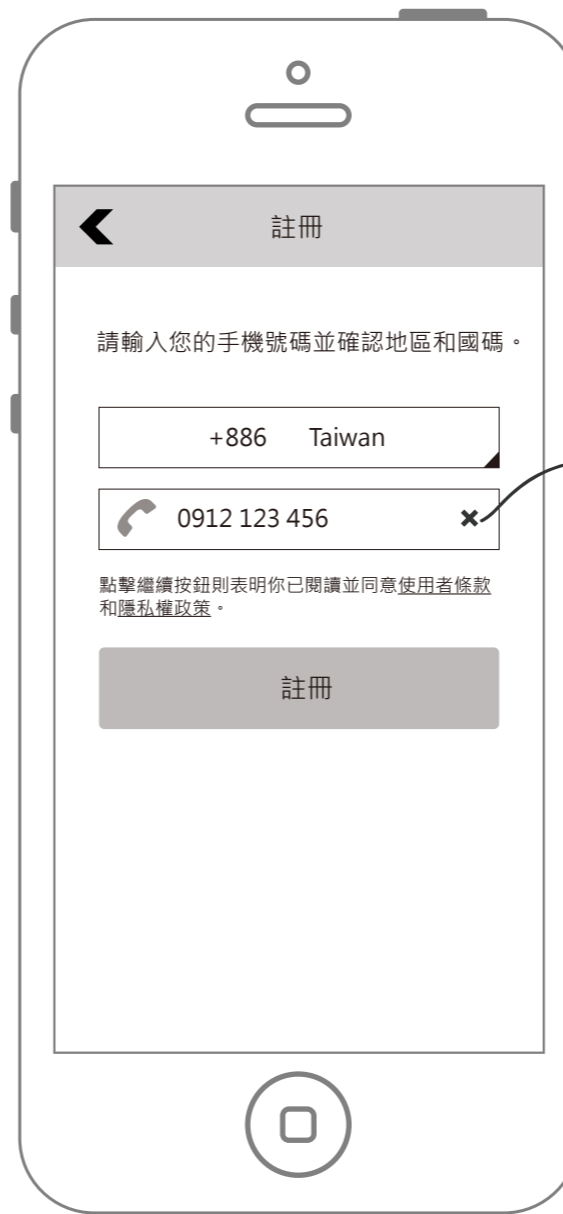 註冊
請輸入您的手機號碼並確認地區和國碼。
+886 Taiwan
0912 123 456
點擊繼續按鈕則表明你已閱讀並同意使用者條款
和隱私權政策。
註冊